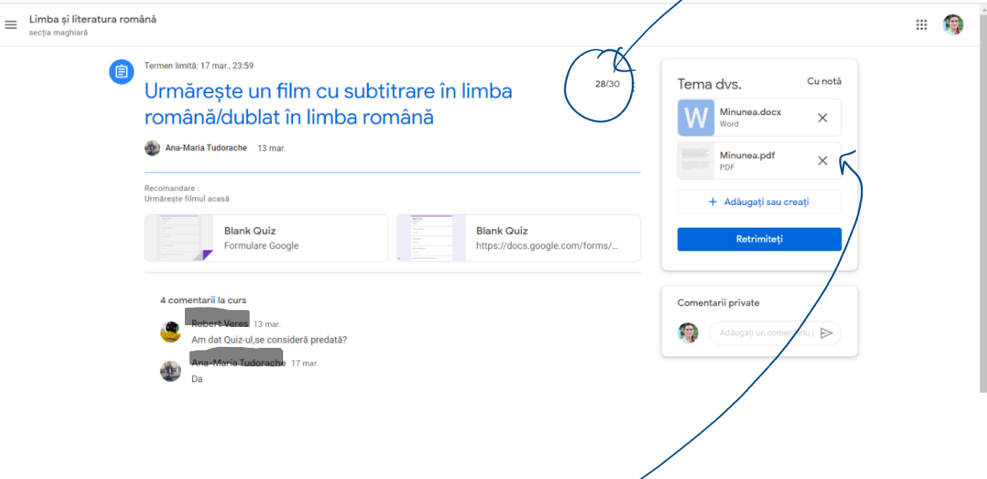 Limba și literatura română
secția maghiară
Termen limită: 17 mar., 23:59
28/30
Urmărește un film cu subtitrare în limba
română/dublat în limba română
Ana-Maria Tudorache 13 mar.
Recomandare :
Urmărește filmul acasă
Blank Quiz
Formulare Google
Blank Quiz
https://docs.google.com/forms/...
4 comentarii la curs
Robert Veres 13 mar.
Am dat Quiz-ul,se consideră predată?
Ana-Maria Tudorache 17 mar.
Da
Tema dvs.
Cu notă
W
Minunea.docx
Word
Minunea.pdf
PDF
+ Adăugați sau creați
Retrimiteți
Comentarii private
Adăugați un comentariu p